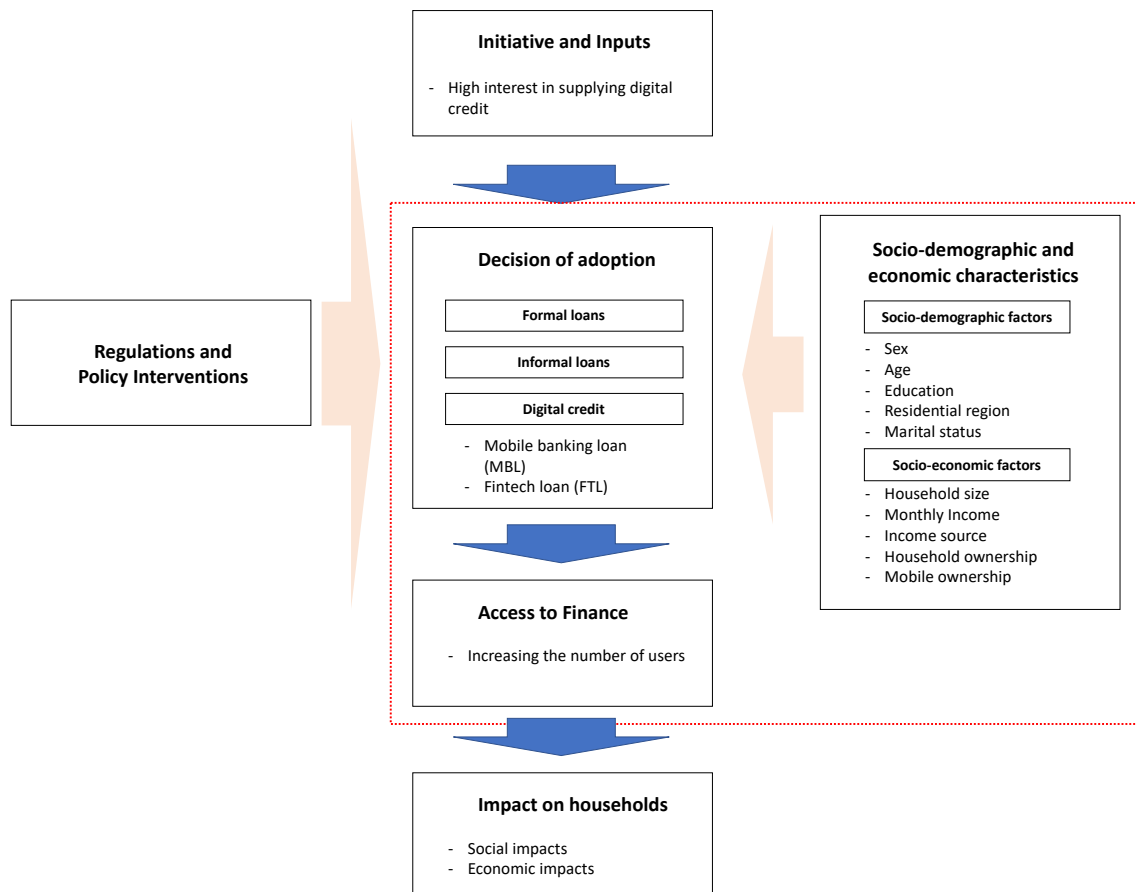 Initiative and Inputs
- High interest in supplying digital
credit
Regulations and
Policy Interventions
Decision of adoption
Formal loans
Informal loans
Digital credit
- Mobile banking loan
(MBL)
- Fintech loan (FTL)
Socio-demographic and
economic characteristics
Socio-demographic factors
- Sex
- Age
- Education
- Residential region
- Marital status
Socio-economic factors
- Household size
- Monthly Income
- Income source
- Household ownership
- Mobile ownership
Access to Finance
- Increasing the number of users
Impact on households
- Social impacts
- Economic impacts